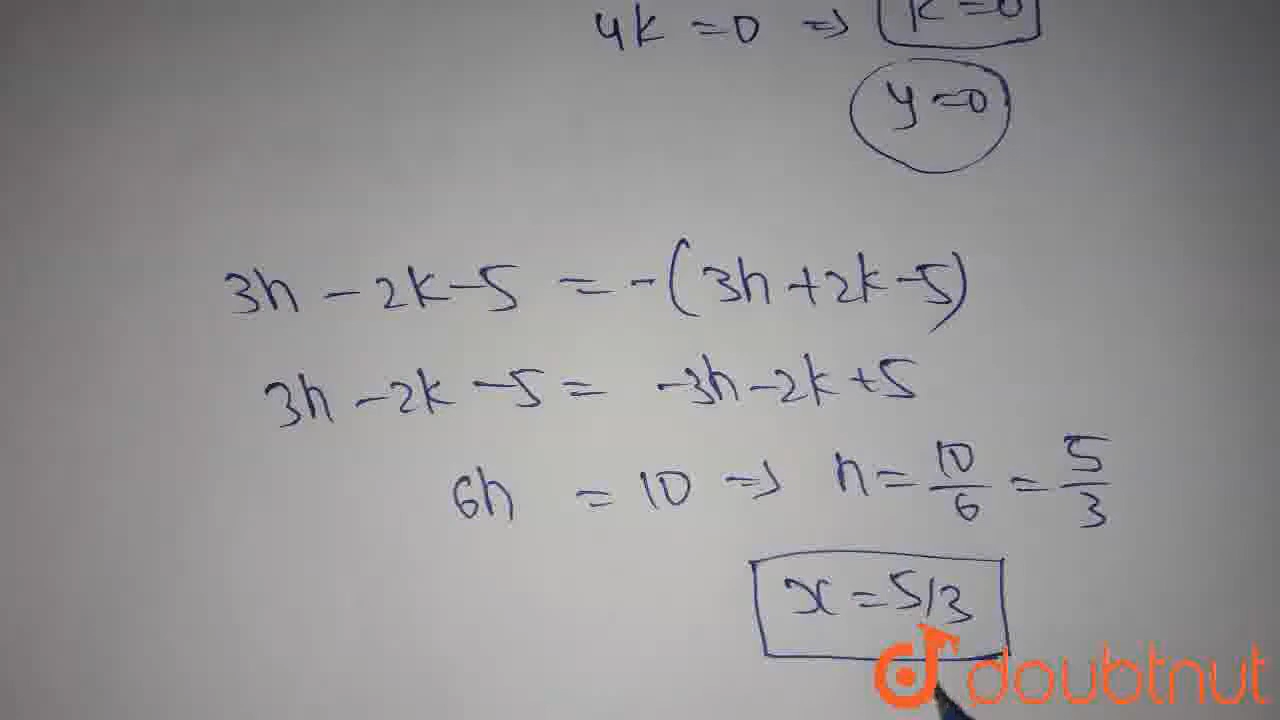 4k = 0 ⇒ k = 0
y = 0
3h - 2k - 5 = -(3h + 2k - 5)
3h - 2k - 5 = -3h - 2k + 5
6h = 10 ⇒ h = 10/6 = 5/3
x = 5/3
doubtnut